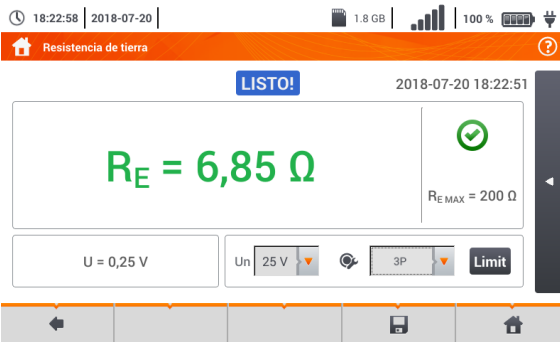 18:22:58 2018-07-20 1.8 GB 100 %
Resistencia de tierra ?
LISTO! 2018-07-20 18:22:51
RE = 6,85 Ω
RE MAX = 200 Ω
U = 0,25 V Un 25 V 3P Limit